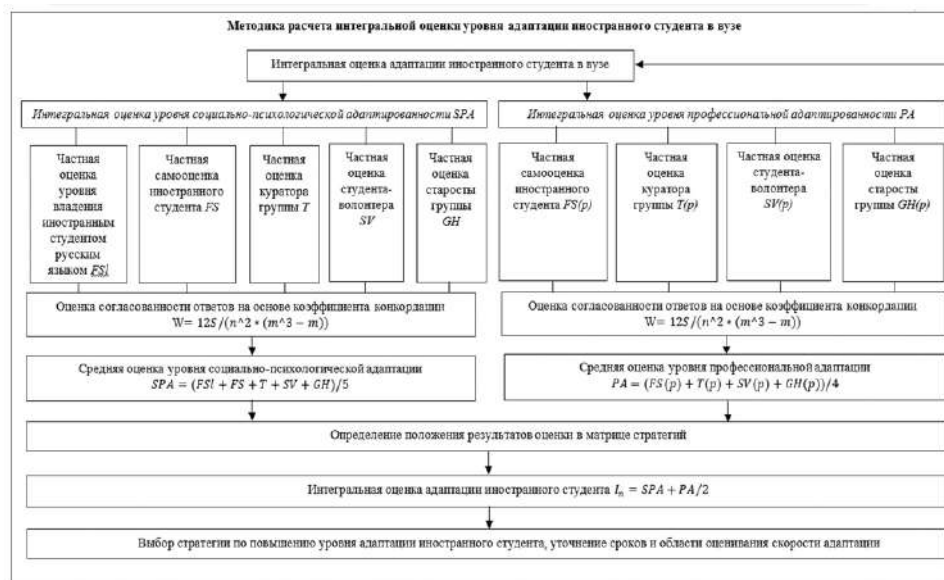 Методика расчета интегральной оценки уровня адаптации иностранного студента в вузе
Интегральная оценка адаптации иностранного студента в вузе
Интегральная оценка уровня социально-психологической адаптированности SPA
Интегральная оценка уровня профессиональной адаптированности PA
Частная
оценка
уровня
владения
иностранным
студентом
русским
языком FSl
Частная
самооценка
иностранного
студента FS
Частная
оценка
куратора
группы T
Частная
оценка
студента-
волонтера
SV
Частная
оценка
старосты
группы
GH
Частная
самооценка
иностранного
студента FS(p)
Частная
оценка
куратора
группы T(p)
Частная оценка
студента-
волонтера
SV(p)
Частная
оценка
старосты
группы GH(p)
Оценка согласованности ответов на основе коэффициента конкордации
W= 12S/(n^2 * (m^3 − m))
Оценка согласованности ответов на основе коэффициента конкордации
W= 12S/(n^2 * (m^3 − m))
Средняя оценка уровня социально-психологической адаптации
SPA = (FSl + FS + T + SV + GH)/5
Средняя оценка уровня профессиональной адаптации
PA = (FS(p) + T(p) + SV(p) + GH(p))/4
Определение положения результатов оценки в матрице стратегий
Интегральная оценка адаптации иностранного студента Iₙ = SPA + PA/2
Выбор стратегии по повышению уровня адаптации иностранного студента, уточнение сроков и области оценивания скорости адаптации